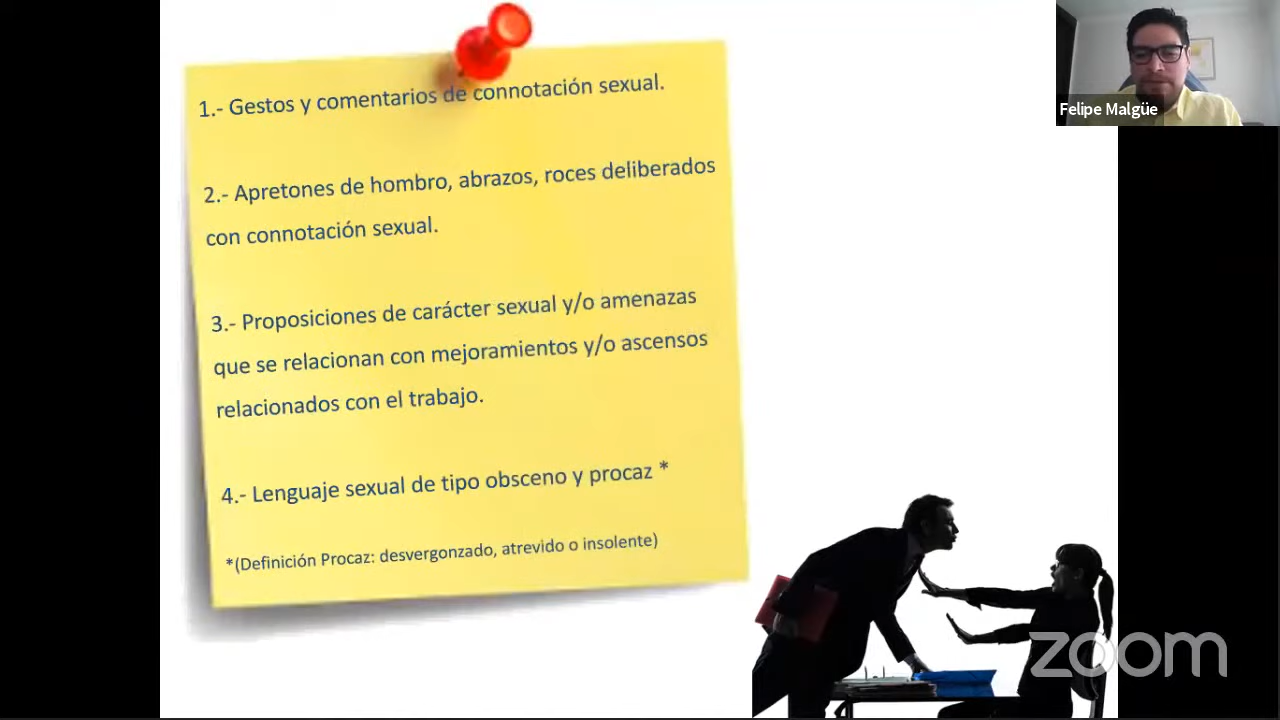 1.- Gestos y comentarios de connotación sexual.
2.- Apretones de hombro, abrazos, roces deliberados
con connotación sexual.
3.- Proposiciones de carácter sexual y/o amenazas
que se relacionan con mejoramientos y/o ascensos
relacionados con el trabajo.
4.- Lenguaje sexual de tipo obsceno y procaz *
*(Definición Procaz: desvergonzado, atrevido o insolente)
Felipe Malgüe
zoom